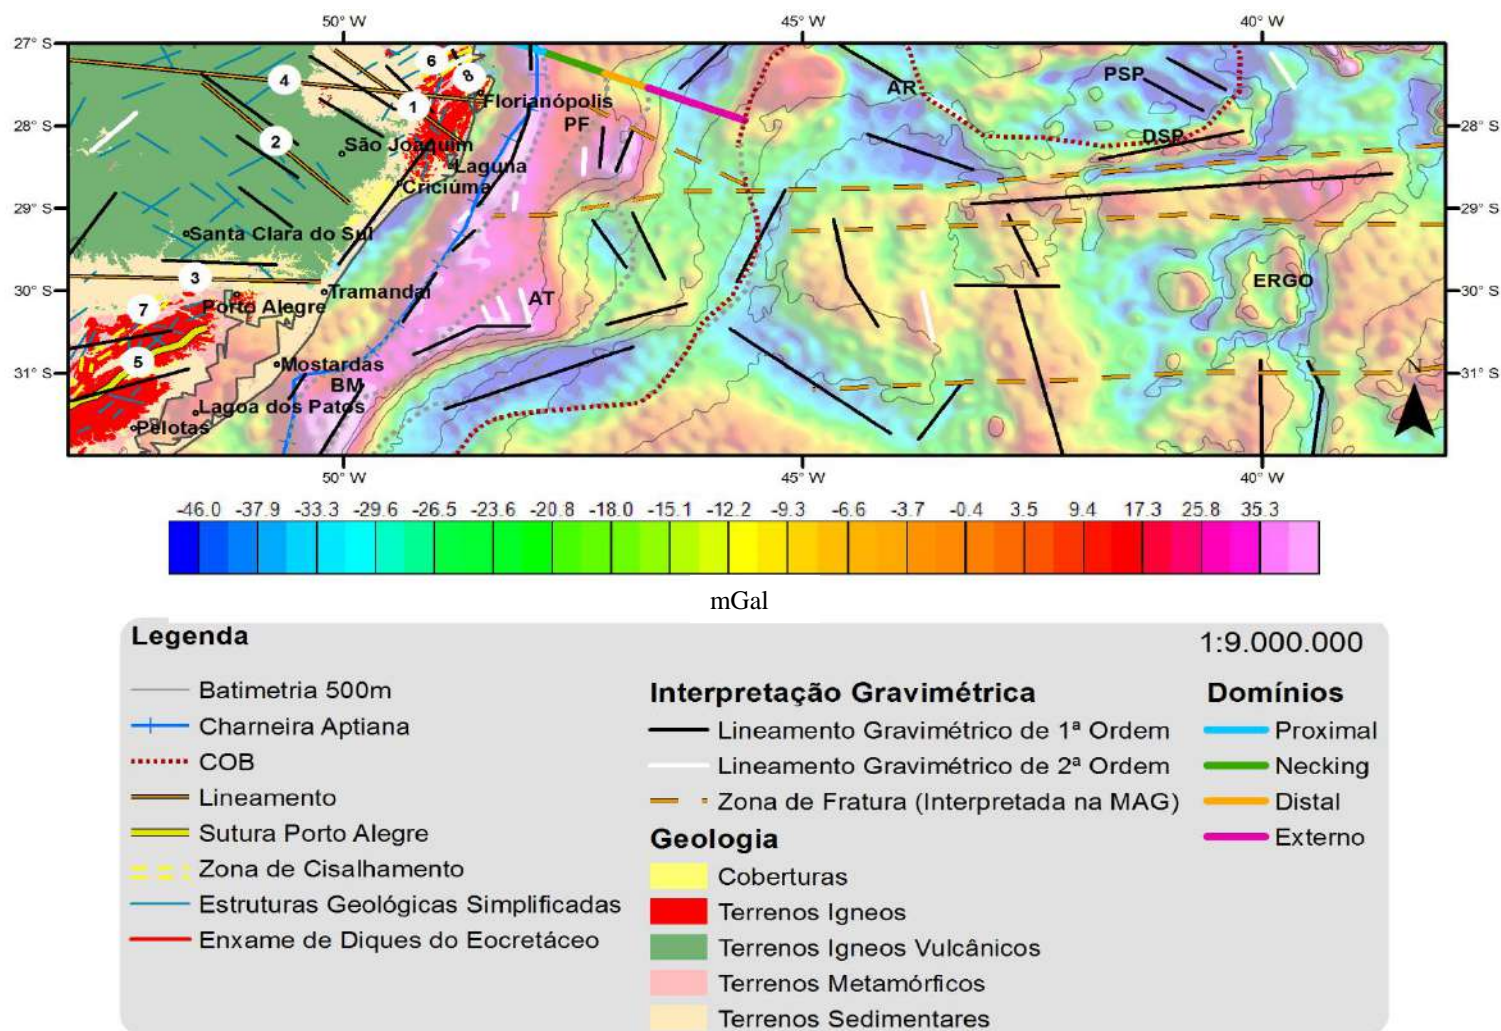 50° W 45° W 40° W
27° S
6
4 8 PSP
1 Florianópolis AR
28° S PF 28° S
2 São Joaquim DSP
Laguna
Criciúma
29° S 29° S
Santa Clara do Sul
3
30° S Tramandaí AT ERGO 30° S
7 Porto Alegre
5 Mostardas N
31° S BM 31° S
Lagoa dos Patos
Pelotas
50° W 45° W 40° W
-46.0 -37.9 -33.3 -29.6 -26.5 -23.6 -20.8 -18.0 -15.1 -12.2 -9.3 -6.6 -3.7 -0.4 3.5 9.4 17.3 25.8 35.3
mGal
Legenda
1:9.000.000
Batimetria 500m
Charneira Aptiana
COB
Lineamento
Sutura Porto Alegre
Zona de Cisalhamento
Estruturas Geológicas Simplificadas
Enxame de Diques do Eocretáceo
Interpretação Gravimétrica
Lineamento Gravimétrico de 1ª Ordem
Lineamento Gravimétrico de 2ª Ordem
Zona de Fratura (Interpretada na MAG)
Geologia
Coberturas
Terrenos Igneos
Terrenos Igneos Vulcânicos
Terrenos Metamórficos
Terrenos Sedimentares
Domínios
Proximal
Necking
Distal
Externo